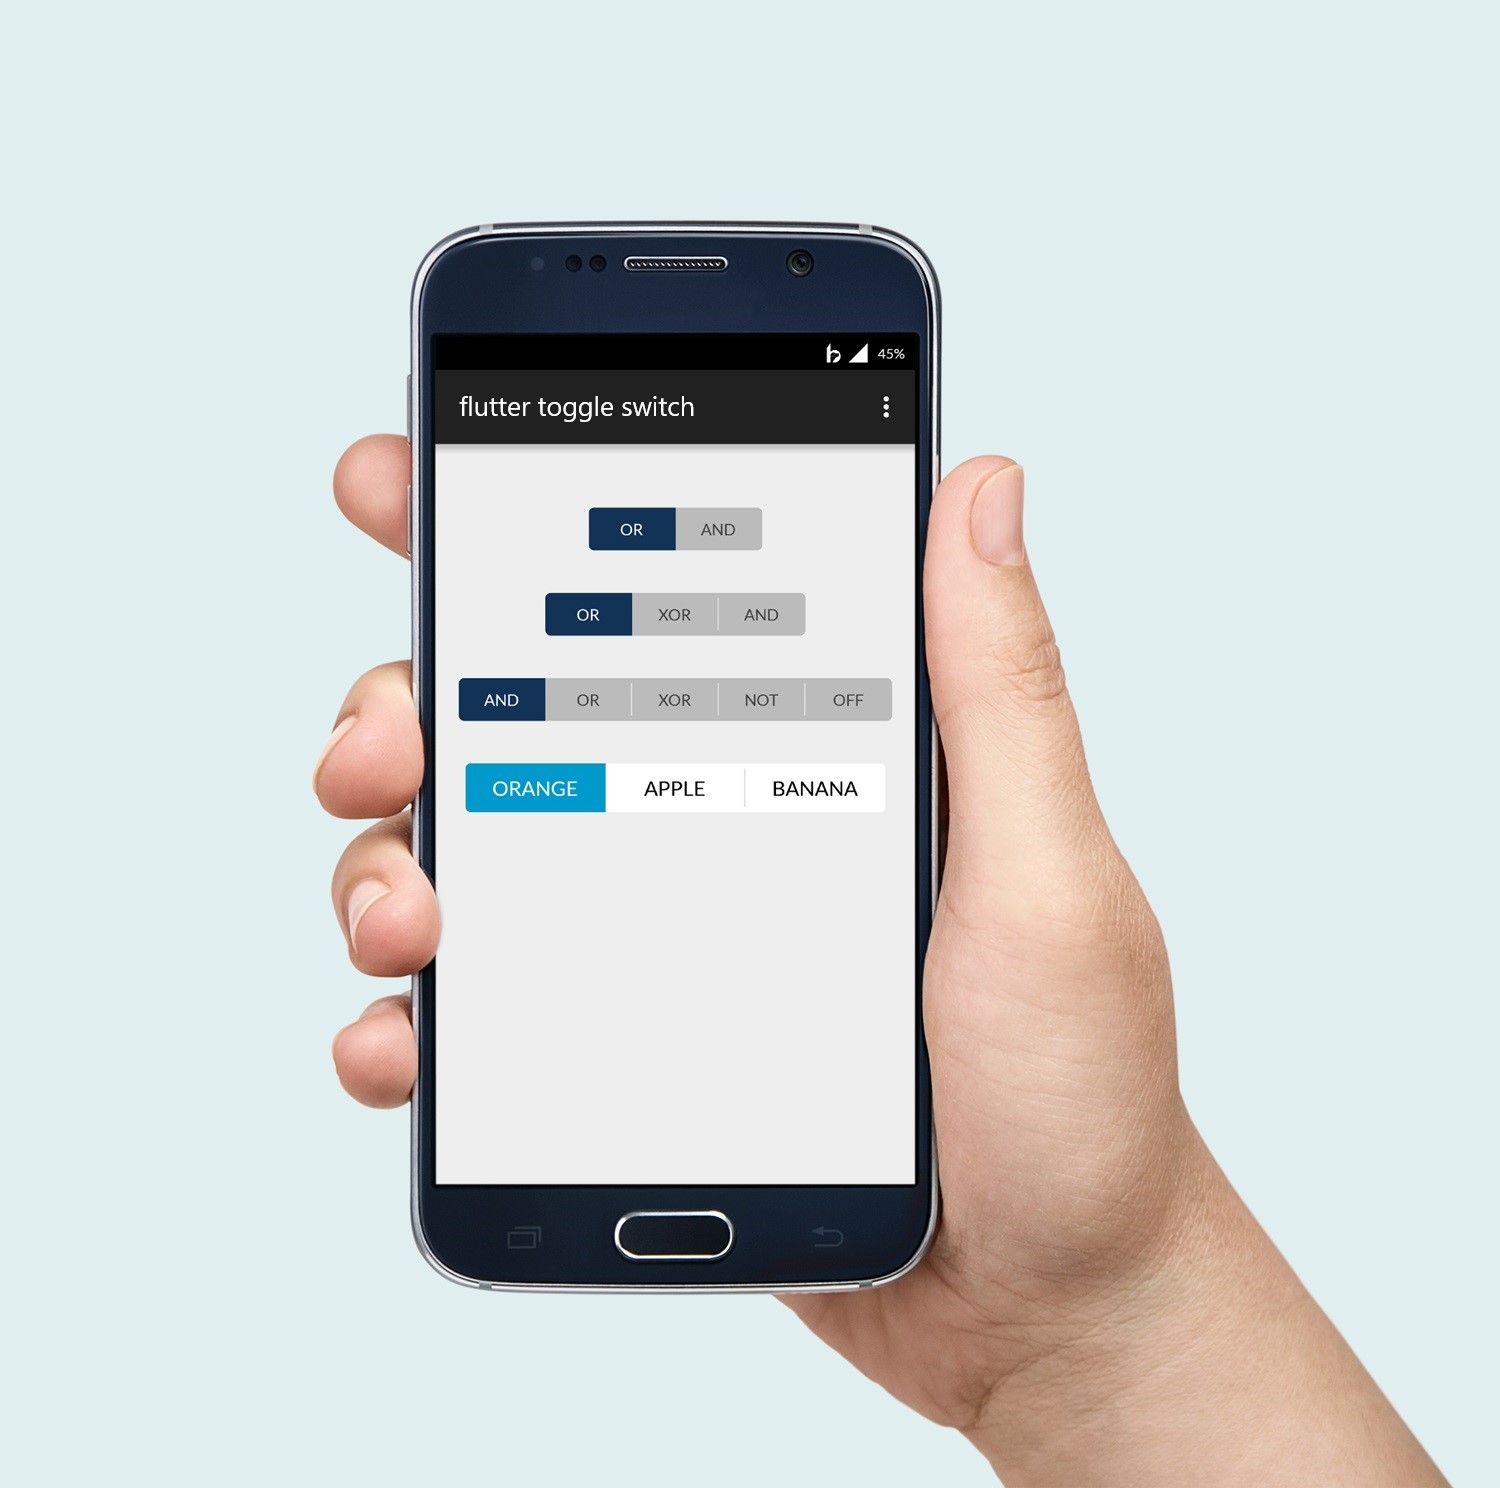 45%
flutter toggle switch
OR AND
OR XOR AND
AND OR XOR NOT OFF
ORANGE APPLE BANANA